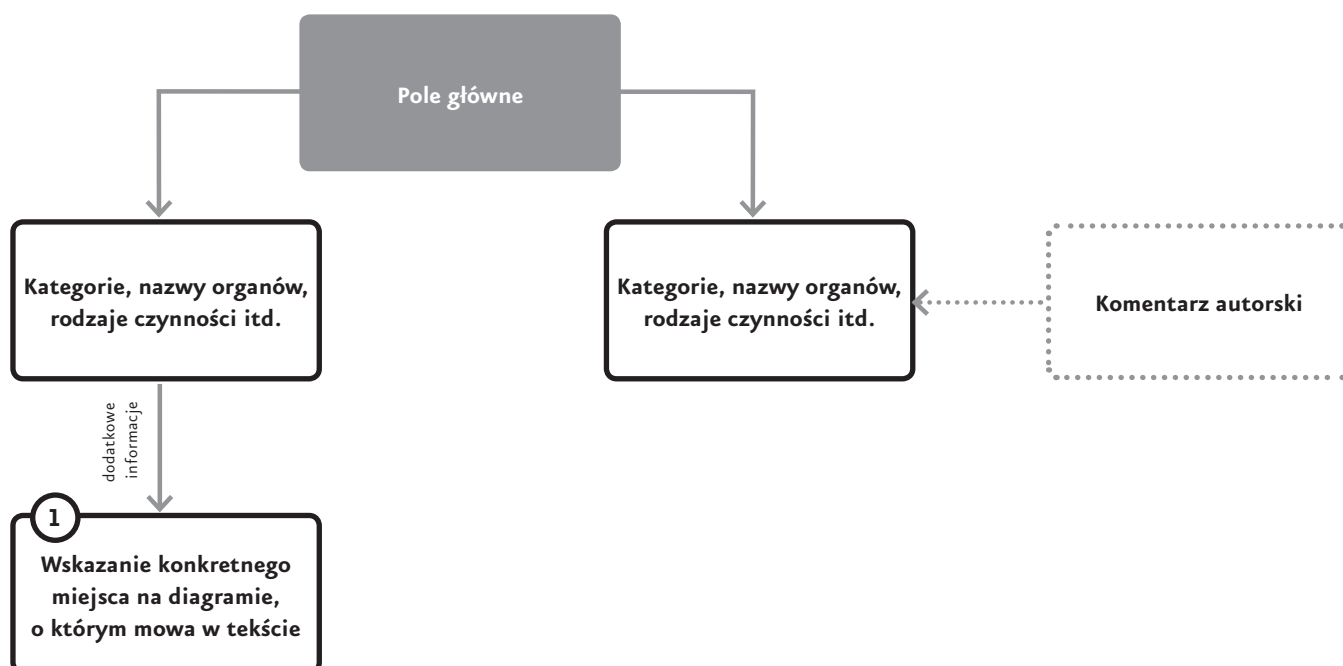 Pole główne
Kategorie, nazwy organów,
rodzaje czynności itd.
Kategorie, nazwy organów,
rodzaje czynności itd.
Komentarz autorski
dodatkowe
informacje
1
Wskazanie konkretnego
miejsca na diagramie,
o którym mowa w tekście